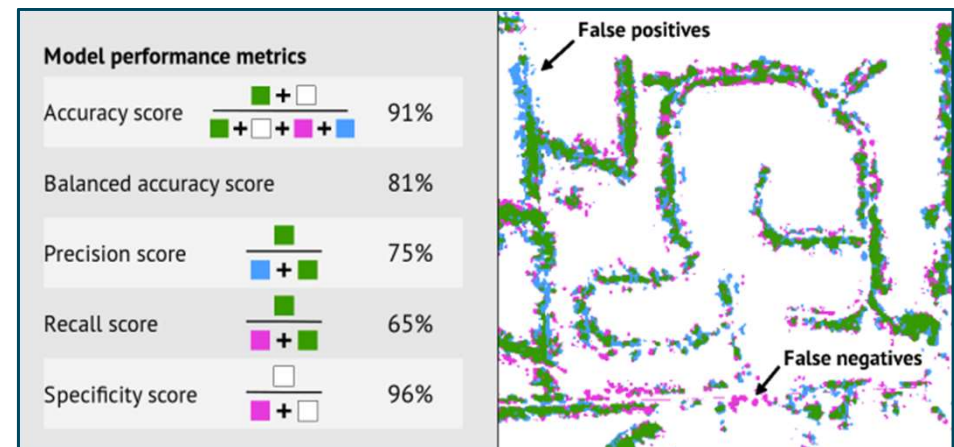 Model performance metrics
Accuracy score
+
+ + +
91%
Balanced accuracy score 81%
Precision score
+
75%
Recall score
+
65%
Specificity score
+
96%
False positives
False negatives